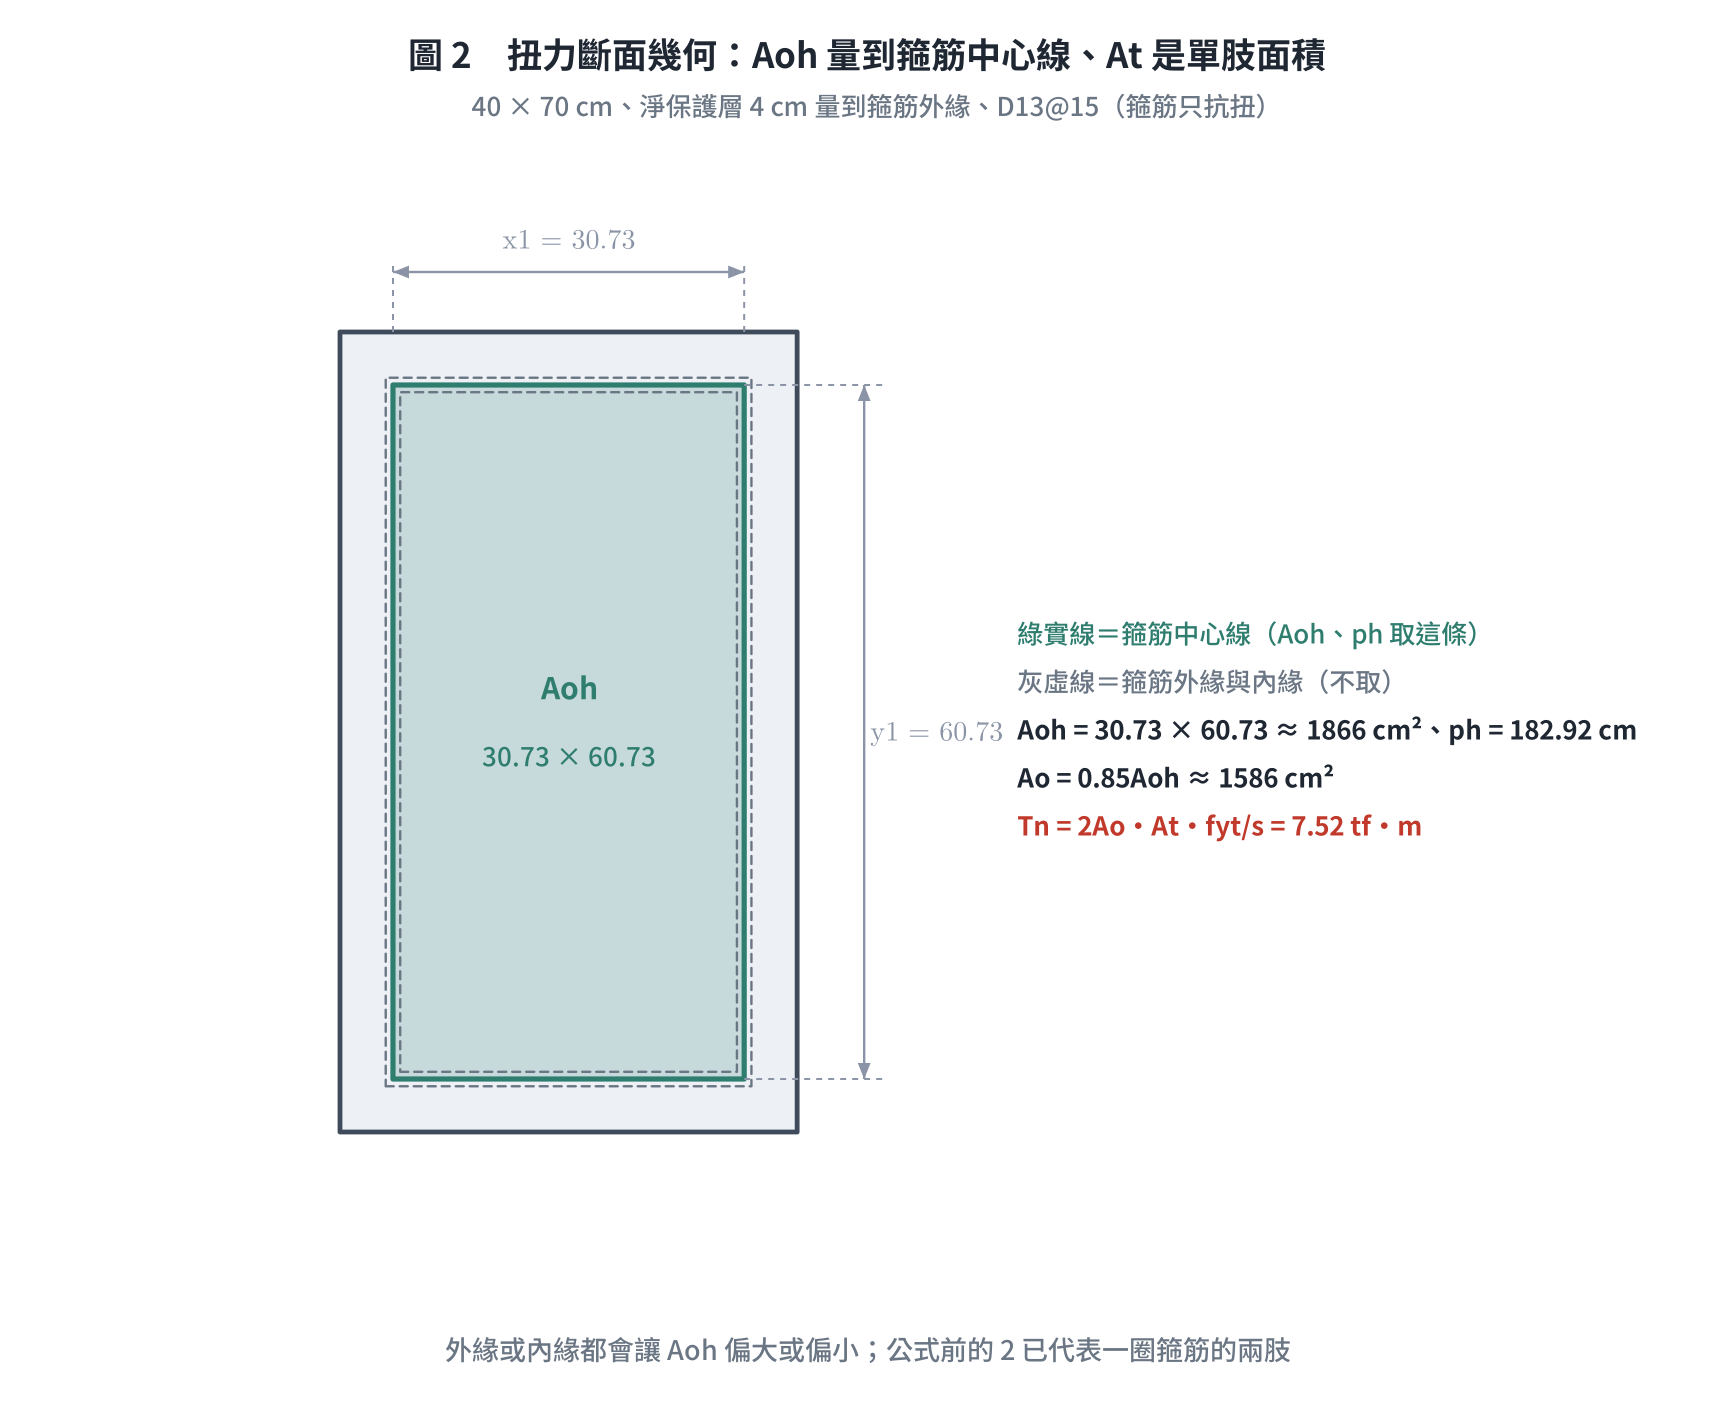 圖 2　扭力斷面幾何：Aoh 量到箍筋中心線、At 是單肢面積
40 × 70 cm、淨保護層 4 cm 量到箍筋外緣、D13@15（箍筋只抗扭）
x1 = 30.73
Aoh
30.73 × 60.73
y1 = 60.73
綠實線＝箍筋中心線（Aoh、ph 取這條）
灰虛線＝箍筋外緣與內緣（不取）
Aoh = 30.73 × 60.73 ≈ 1866 cm²、ph = 182.92 cm
Ao = 0.85Aoh ≈ 1586 cm²
Tn = 2Ao・At・fyt/s = 7.52 tf・m
外緣或內緣都會讓 Aoh 偏大或偏小；公式前的 2 已代表一圈箍筋的兩肢